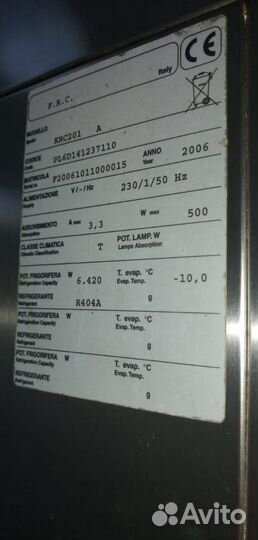 F.R.C.
Italy
CE
MODELLO
Model
KRC201 A
CODICE
Code
PL6D141237110
MATRICOLA
Serial n.
P20061011000015
ANNO
Year
2006
ALIMENTAZIONE
Supply
V/~/Hz
230/1/50 Hz
ASSORBIMENTO
Absorption
A max
3,3
W max
500
CLASSE CLIMATICA
Climatic Classification
T
POT. LAMP. W
Lamps Absorption
POT. FRIGORIFERA W
Refrigeration Capacity
6.420
T. evap. °C
Evap. Temp.
-10,0
REFRIGERANTE
Refrigerant
R404A
g
POT. FRIGORIFERA W
Refrigeration Capacity
T. evap. °C
Evap. Temp.
REFRIGERANTE
Refrigerant
g
POT. FRIGORIFERA W
Refrigeration Capacity
T. evap. °C
Evap. Temp.
REFRIGERANTE
Refrigerant
g
Avito